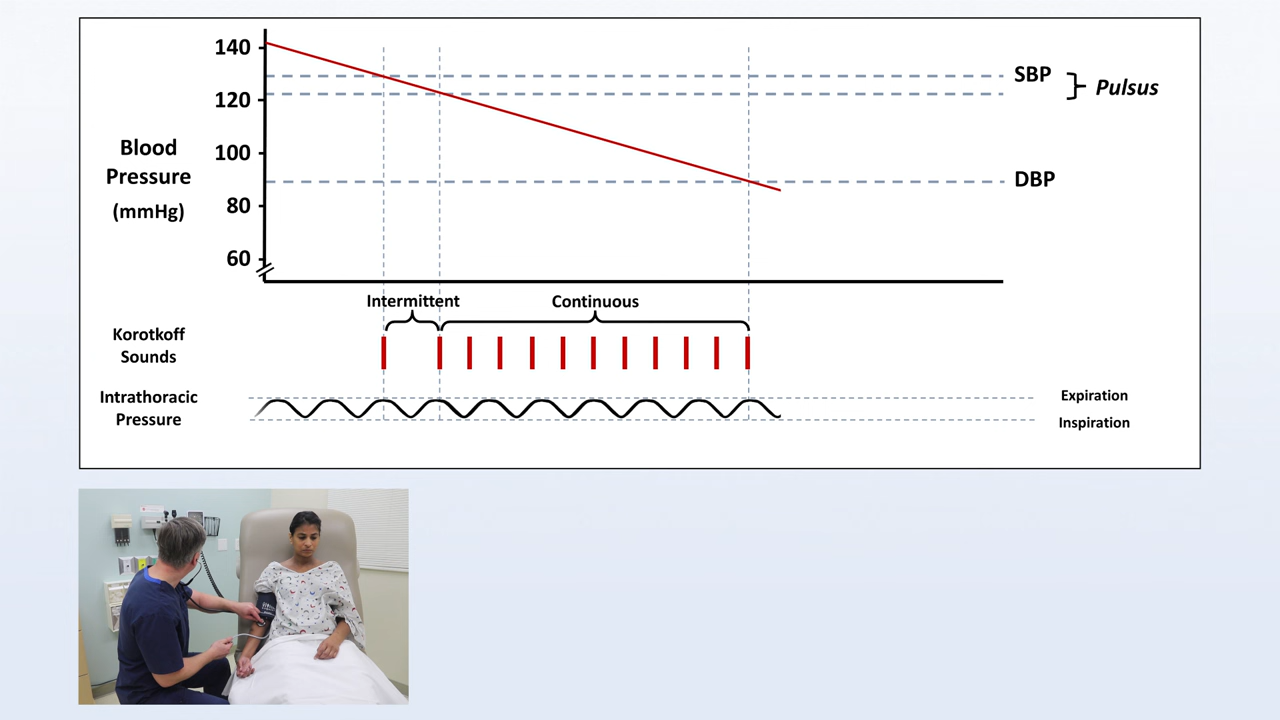 140
SBP
Pulsus
120
Blood
Pressure
(mmHg)
100
DBP
80
60
Intermittent
Continuous
Korotkoff
Sounds
Intrathoracic
Pressure
Expiration
Inspiration